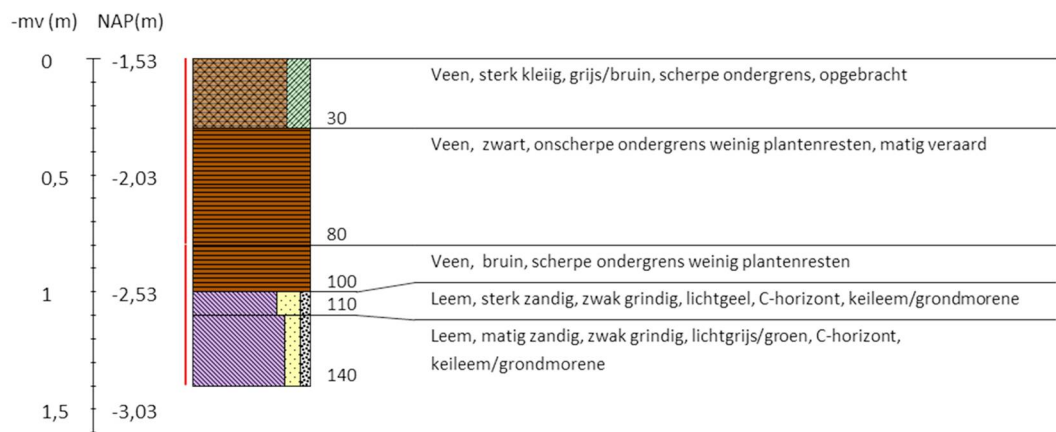 -mv (m) NAP(m)
0 -1,53
Veen, sterk kleiig, grijs/bruin, scherpe ondergrens, opgebracht
30
Veen, zwart, onscherpe ondergrens weinig plantenresten, matig veraard
0,5 -2,03
80
Veen, bruin, scherpe ondergrens weinig plantenresten
100
1 -2,53
110
Leem, sterk zandig, zwak grindig, lichtgeel, C-horizont, keileem/grondmorene
Leem, matig zandig, zwak grindig, lichtgrijs/groen, C-horizont,
keileem/grondmorene
140
1,5 -3,03